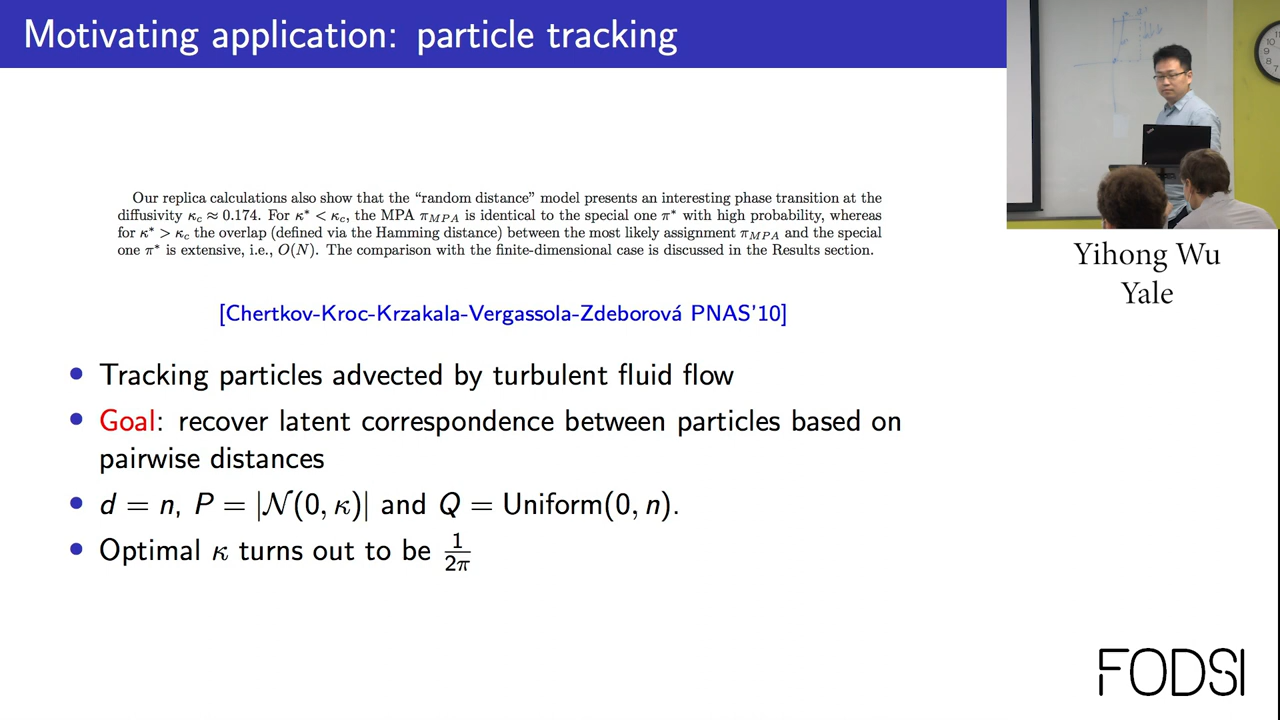 Motivating application: particle tracking
Our replica calculations also show that the “random distance” model presents an interesting phase transition at the
diffusivity κc ≈ 0.174. For κ* < κc, the MPA πMPA is identical to the special one π* with high probability, whereas
for κ* > κc the overlap (defined via the Hamming distance) between the most likely assignment πMPA and the special
one π* is extensive, i.e., O(N). The comparison with the finite-dimensional case is discussed in the Results section.
[Chertkov-Kroc-Krzakala-Vergassola-Zdeborová PNAS'10]
• Tracking particles advected by turbulent fluid flow
• Goal: recover latent correspondence between particles based on
pairwise distances
• d = n, P = |N(0, κ)| and Q = Uniform(0, n).
• Optimal κ turns out to be 1/2π
Yihong Wu
Yale
FODSI